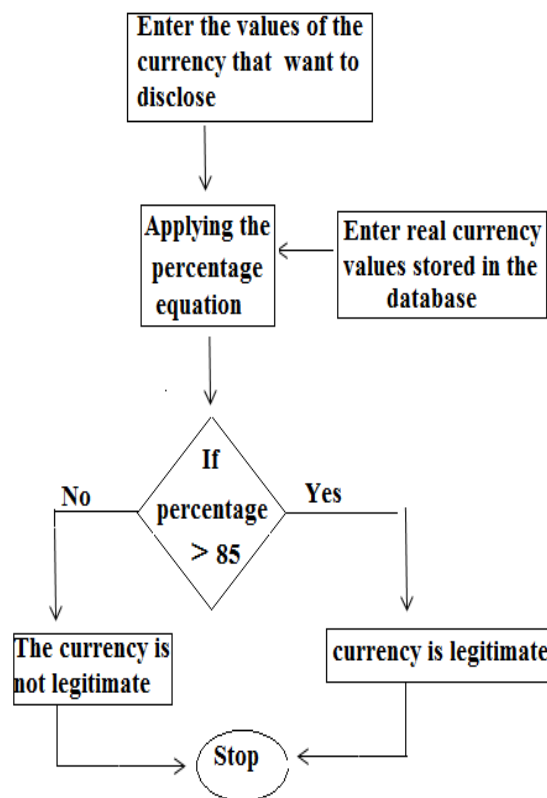 Enter the values of the
currency that want to
disclose
Applying the
percentage
equation
Enter real currency
values stored in the
database
If
percentage
> 85
No
Yes
The currency is
not legitimate
currency is legitimate
Stop